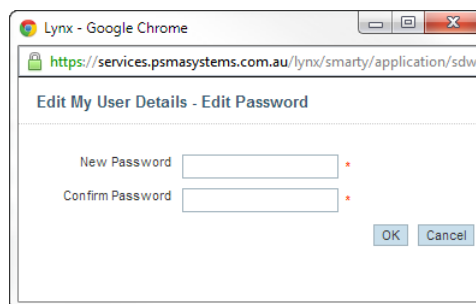 Lynx - Google Chrome
https://services.psmasystems.com.au/lynx/smarty/application/sdw
Edit My User Details - Edit Password
New Password *
Confirm Password *
OK Cancel